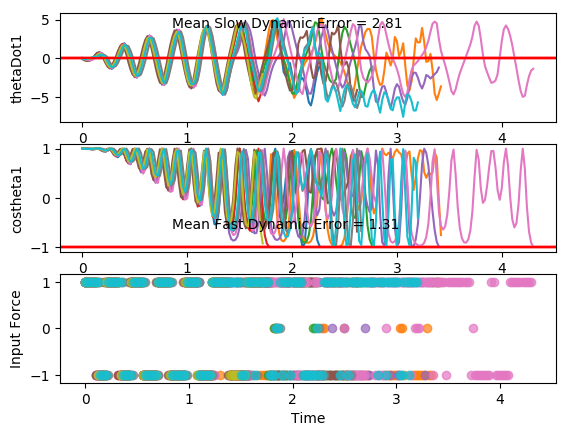 Mean Slow Dynamic Error = 2.81
thetaDot1
5
0
−5
0 1 2 3 4
Mean Fast Dynamic Error = 1.31
costheta1
1
0
−1
0 1 2 3 4
Input Force
1
0
−1
0 1 2 3 4
Time